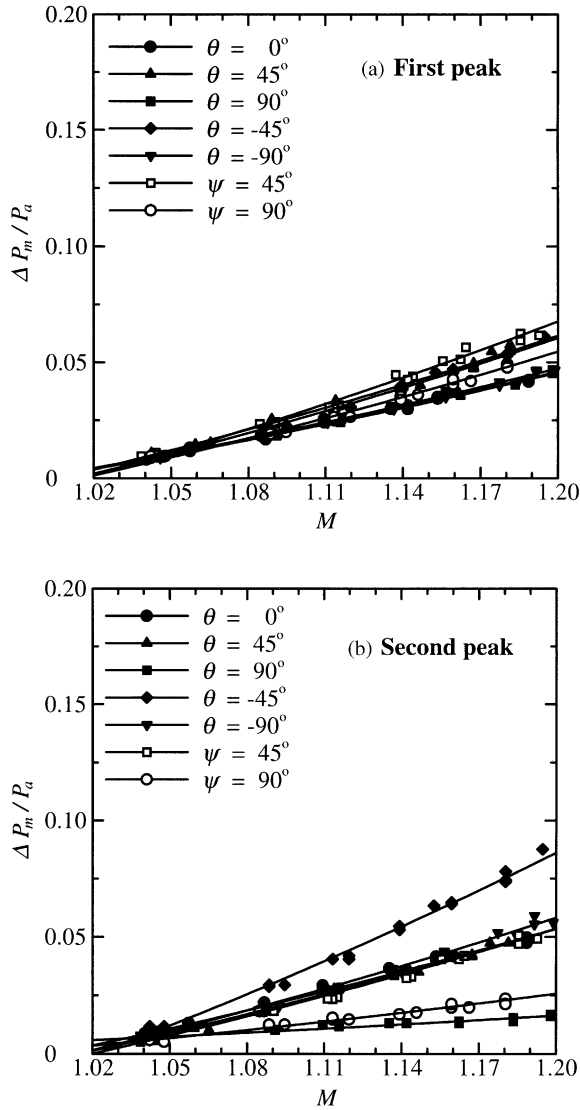 0.20
θ = 0°
(a) First peak
θ = 45°
θ = 90°
0.15
θ = -45°
θ = -90°
ψ = 45°
ψ = 90°
0.10
Δ Pm / Pa
0.05
0
1.02 1.05 1.08 1.11 1.14 1.17 1.20
M
0.20
θ = 0°
θ = 45°
(b) Second peak
θ = 90°
0.15
θ = -45°
θ = -90°
ψ = 45°
ψ = 90°
0.10
Δ Pm / Pa
0.05
0
1.02 1.05 1.08 1.11 1.14 1.17 1.20
M